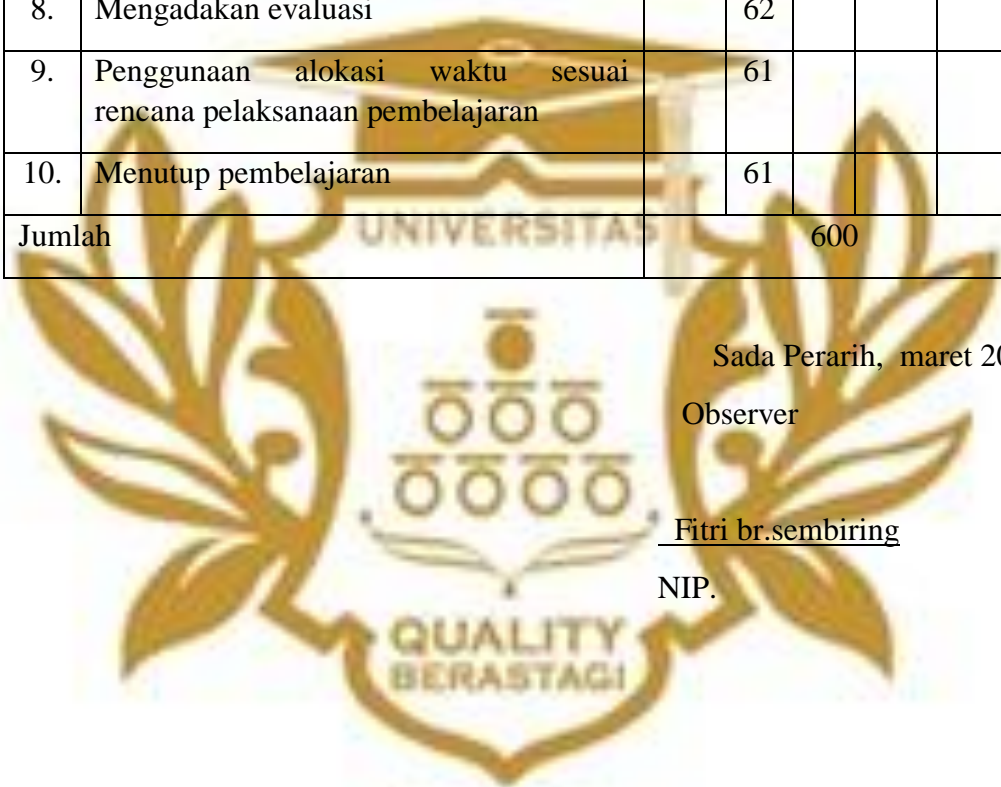 8. Mengadakan evaluasi 62
9. Penggunaan alokasi waktu sesuai 61
rencana pelaksanaan pembelajaran
10. Menutup pembelajaran 61
UNIVERSITAS
Jumlah 600
Sada Perarih, maret 20
Observer
Fitri br.sembiring
NIP.
QUALITY
BERASTAGI